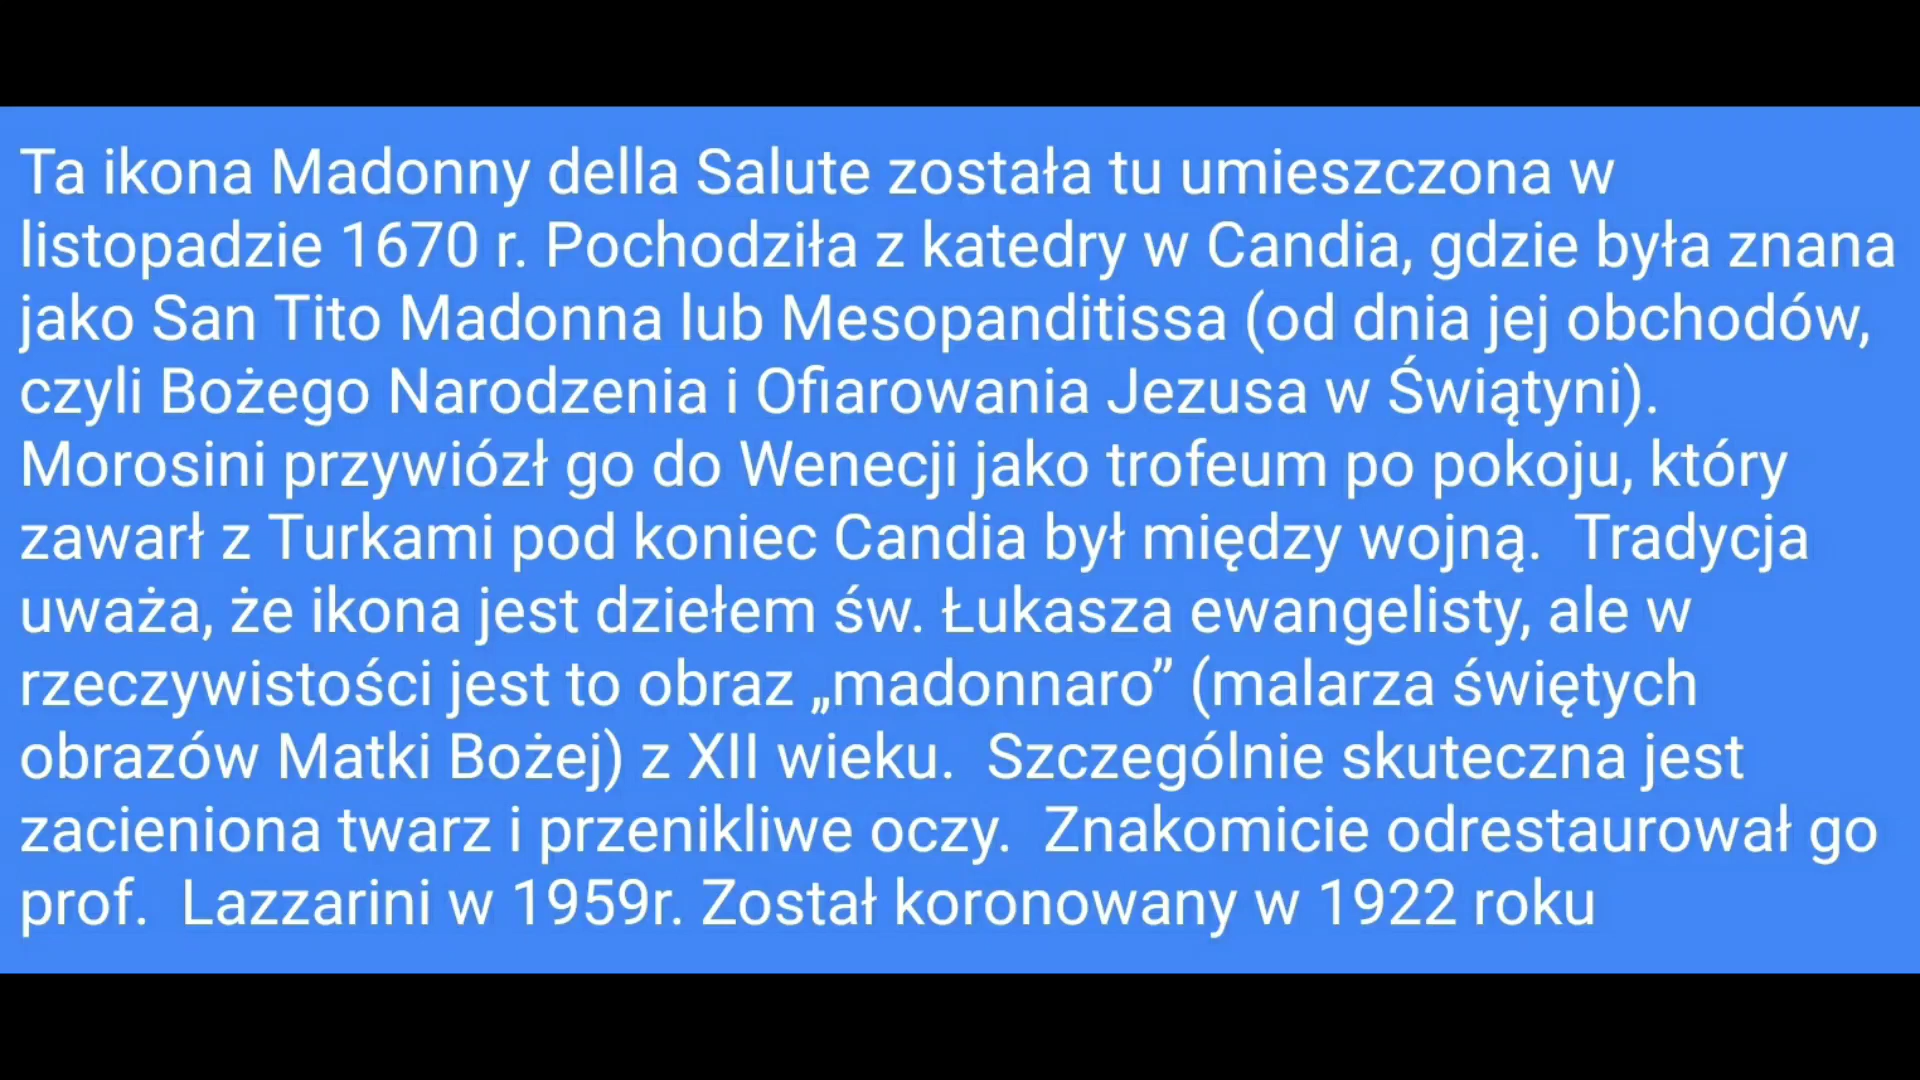 Ta ikona Madonny della Salute została tu umieszczona w
listopadzie 1670 r. Pochodziła z katedry w Candia, gdzie była znana
jako San Tito Madonna lub Mesopanditissa (od dnia jej obchodów,
czyli Bożego Narodzenia i Ofiarowania Jezusa w Świątyni).
Morosini przywiózł go do Wenecji jako trofeum po pokoju, który
zawarł z Turkami pod koniec Candia był między wojną.  Tradycja
uważa, że ikona jest dziełem św. Łukasza ewangelisty, ale w
rzeczywistości jest to obraz „madonnaro” (malarza świętych
obrazów Matki Bożej) z XII wieku.  Szczególnie skuteczna jest
zacieniona twarz i przenikliwe oczy.  Znakomicie odrestaurował go
prof.  Lazzarini w 1959r. Został koronowany w 1922 roku